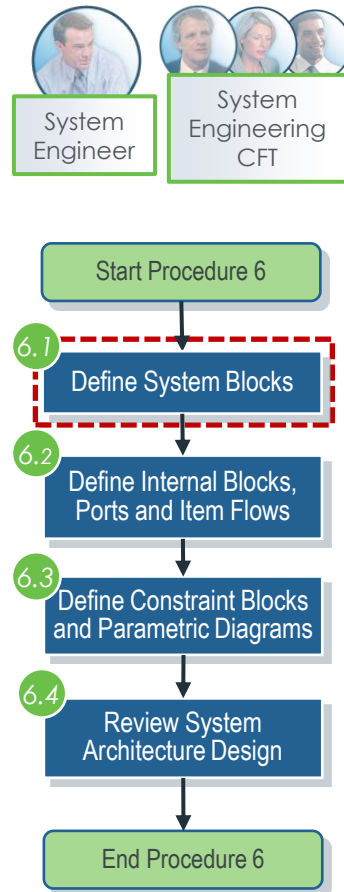 System
Engineer
System
Engineering
CFT
Start Procedure 6
6.1
Define System Blocks
6.2
Define Internal Blocks,
Ports and Item Flows
6.3
Define Constraint Blocks
and Parametric Diagrams
6.4
Review System
Architecture Design
End Procedure 6